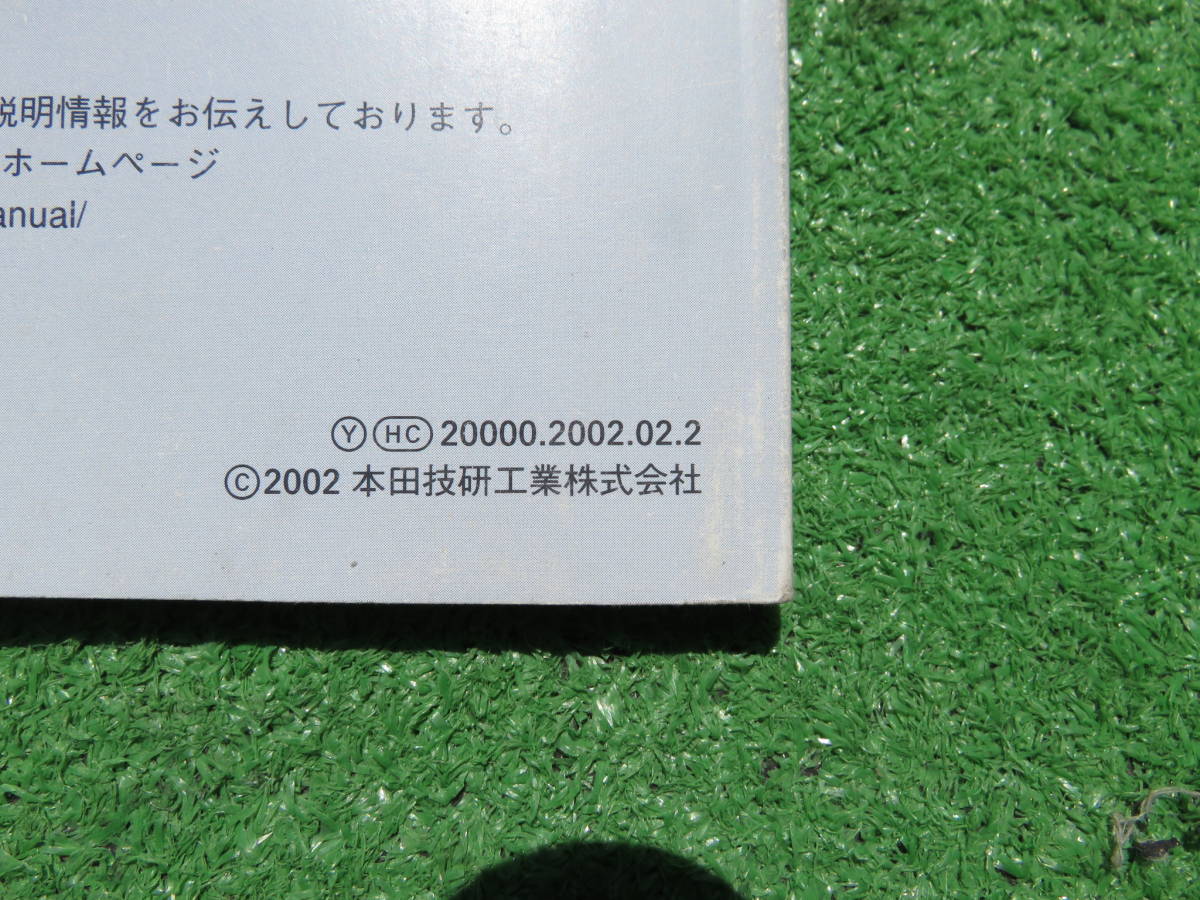 説明情報をお伝えしております。
ホームページ
anual/
Ⓨ HC 20000.2002.02.2
©2002 本田技研工業株式会社